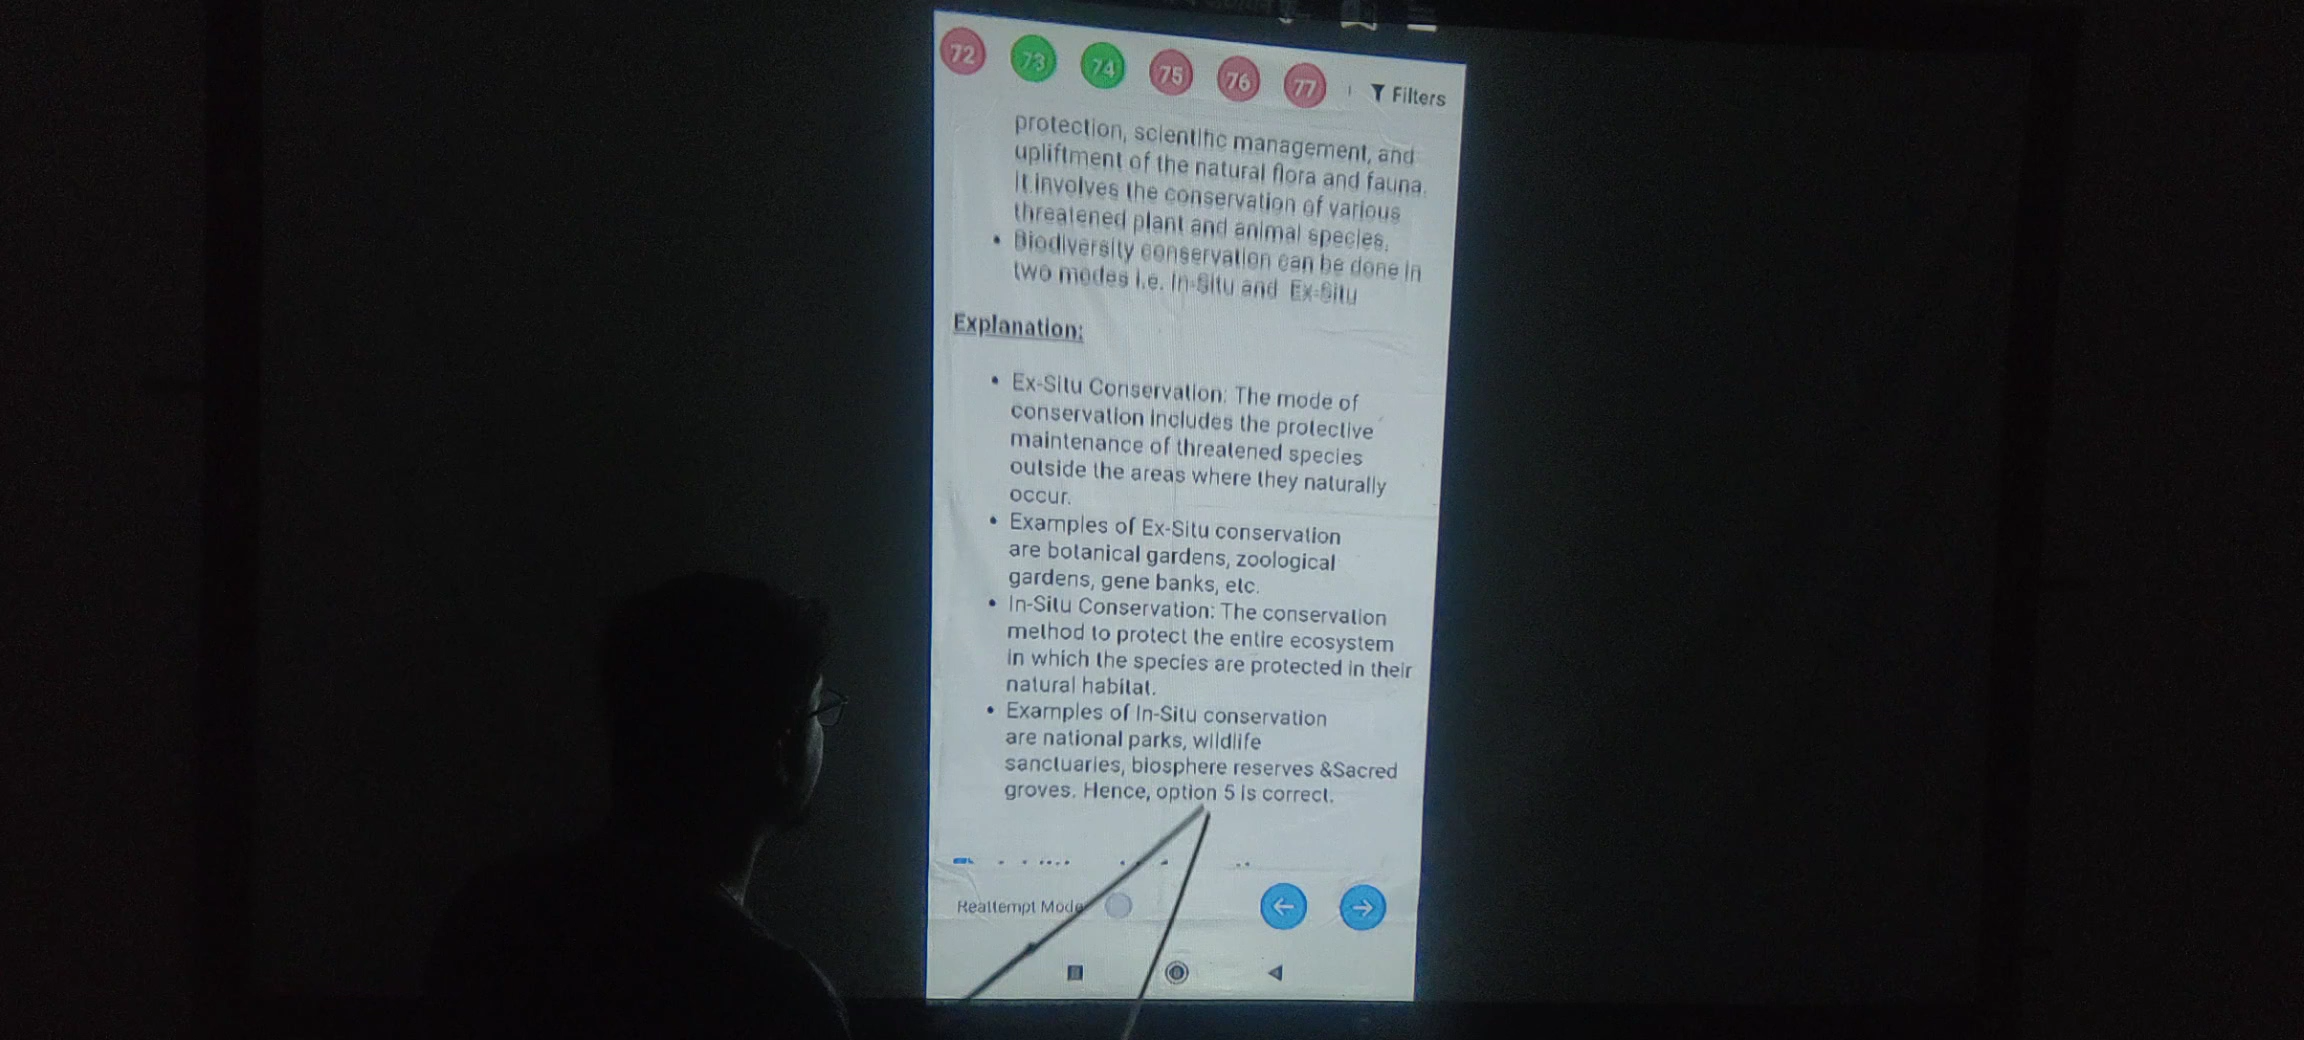 72 73 74 75 76 77 Filters
protection, scientific management, and
upliftment of the natural flora and fauna.
It involves the conservation of various
threatened plant and animal species.
• Biodiversity conservation can be done in
two modes i.e. In-Situ and Ex-Situ
Explanation:
• Ex-Situ Conservation: The mode of
conservation includes the protective
maintenance of threatened species
outside the areas where they naturally
occur.
• Examples of Ex-Situ conservation
are botanical gardens, zoological
gardens, gene banks, etc.
• In-Situ Conservation: The conservation
method to protect the entire ecosystem
in which the species are protected in their
natural habitat.
• Examples of In-Situ conservation
are national parks, wildlife
sanctuaries, biosphere reserves &Sacred
groves. Hence, option 5 is correct.
Reattempt Mode